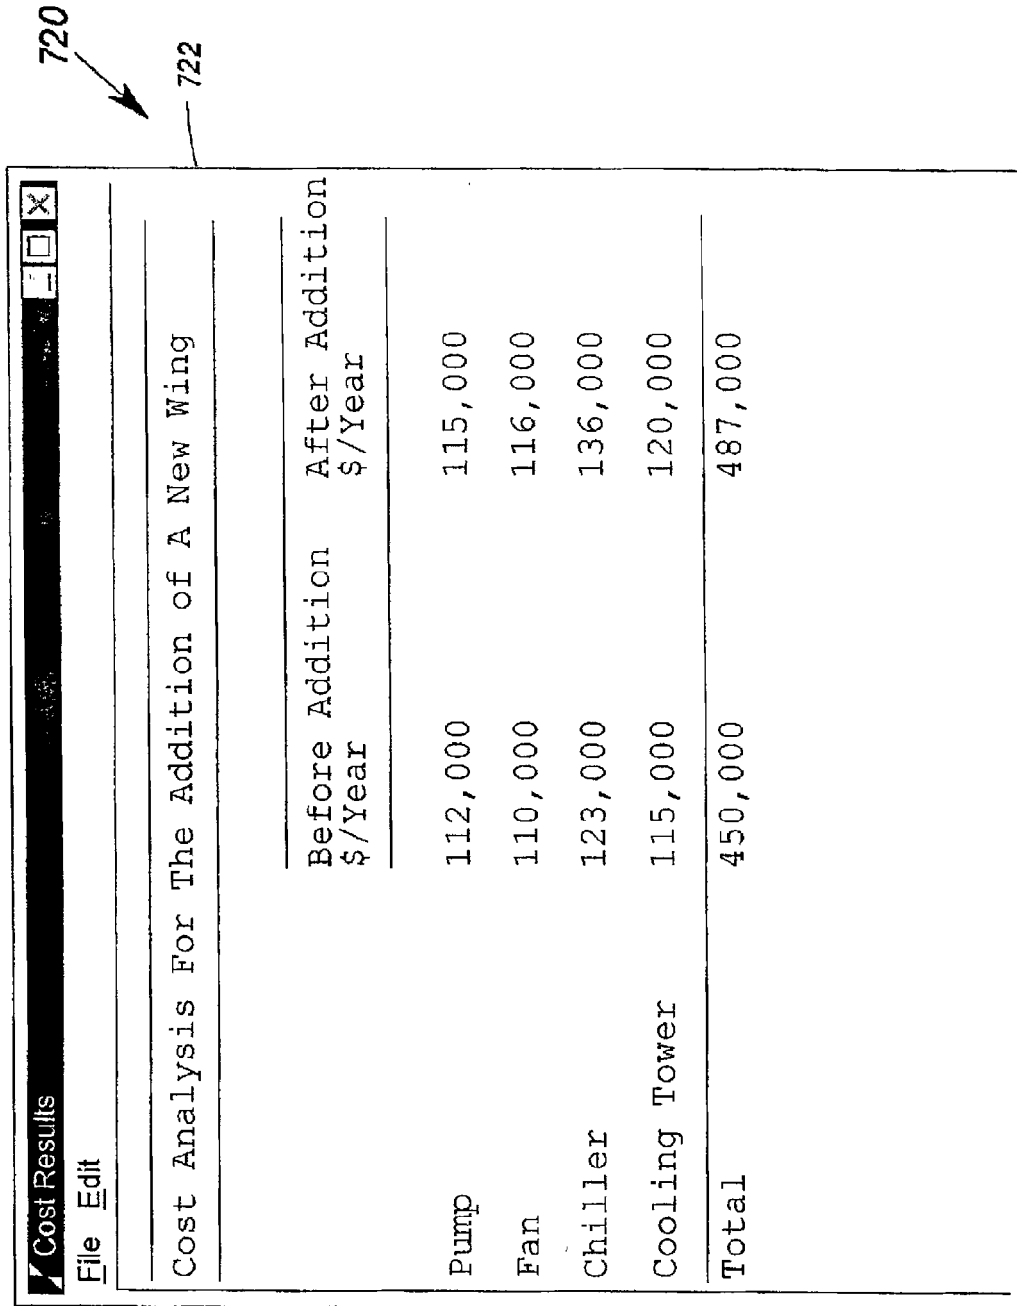 720
722
Cost Results
File Edit
Cost Analysis For The Addition of A New Wing
Before Addition After Addition
$/Year $/Year
Pump 112,000 115,000
Fan 110,000 116,000
Chiller 123,000 136,000
Cooling Tower 115,000 120,000
Total 450,000 487,000